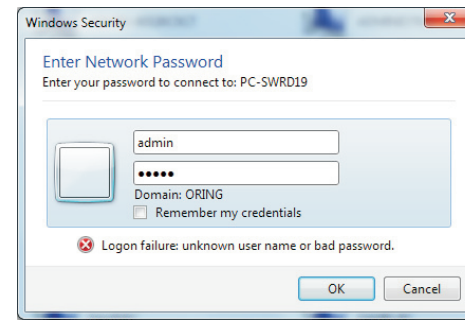 Windows Security
Enter Network Password
Enter your password to connect to: PC-SWRD19
admin
•••••
Domain: ORING
Remember my credentials
Logon failure: unknown user name or bad password.
OK
Cancel